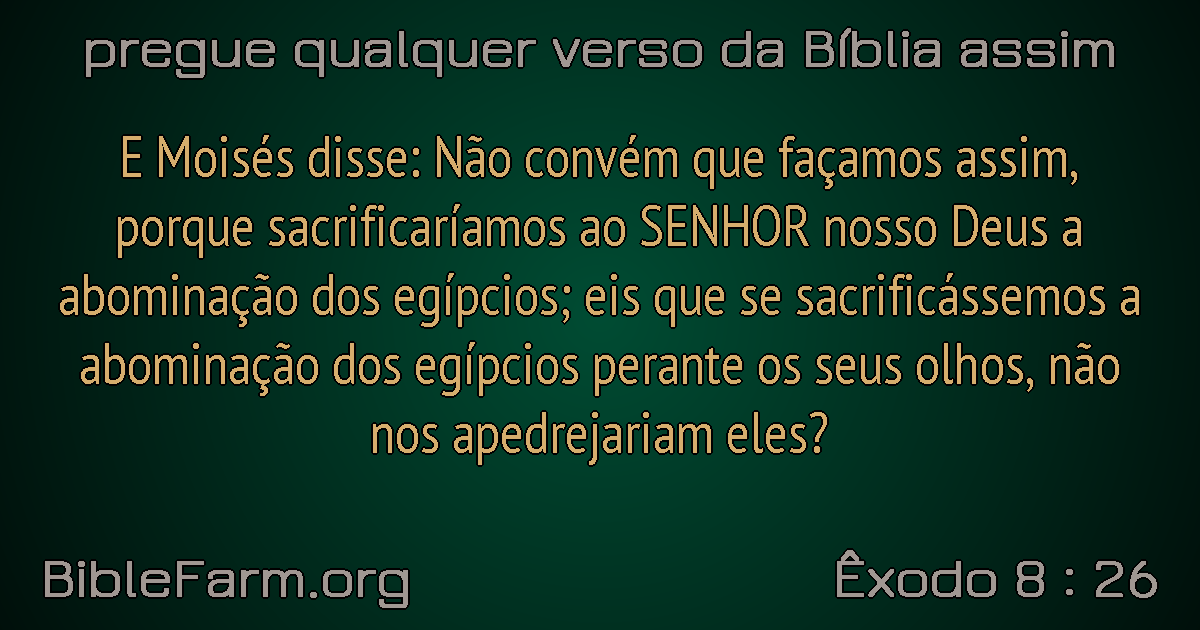 pregue qualquer verso da Bíblia assim
E Moisés disse: Não convém que façamos assim,
porque sacrificaríamos ao SENHOR nosso Deus a
abominação dos egípcios; eis que se sacrificássemos a
abominação dos egípcios perante os seus olhos, não
nos apedrejariam eles?
BibleFarm.org
Êxodo 8 : 26